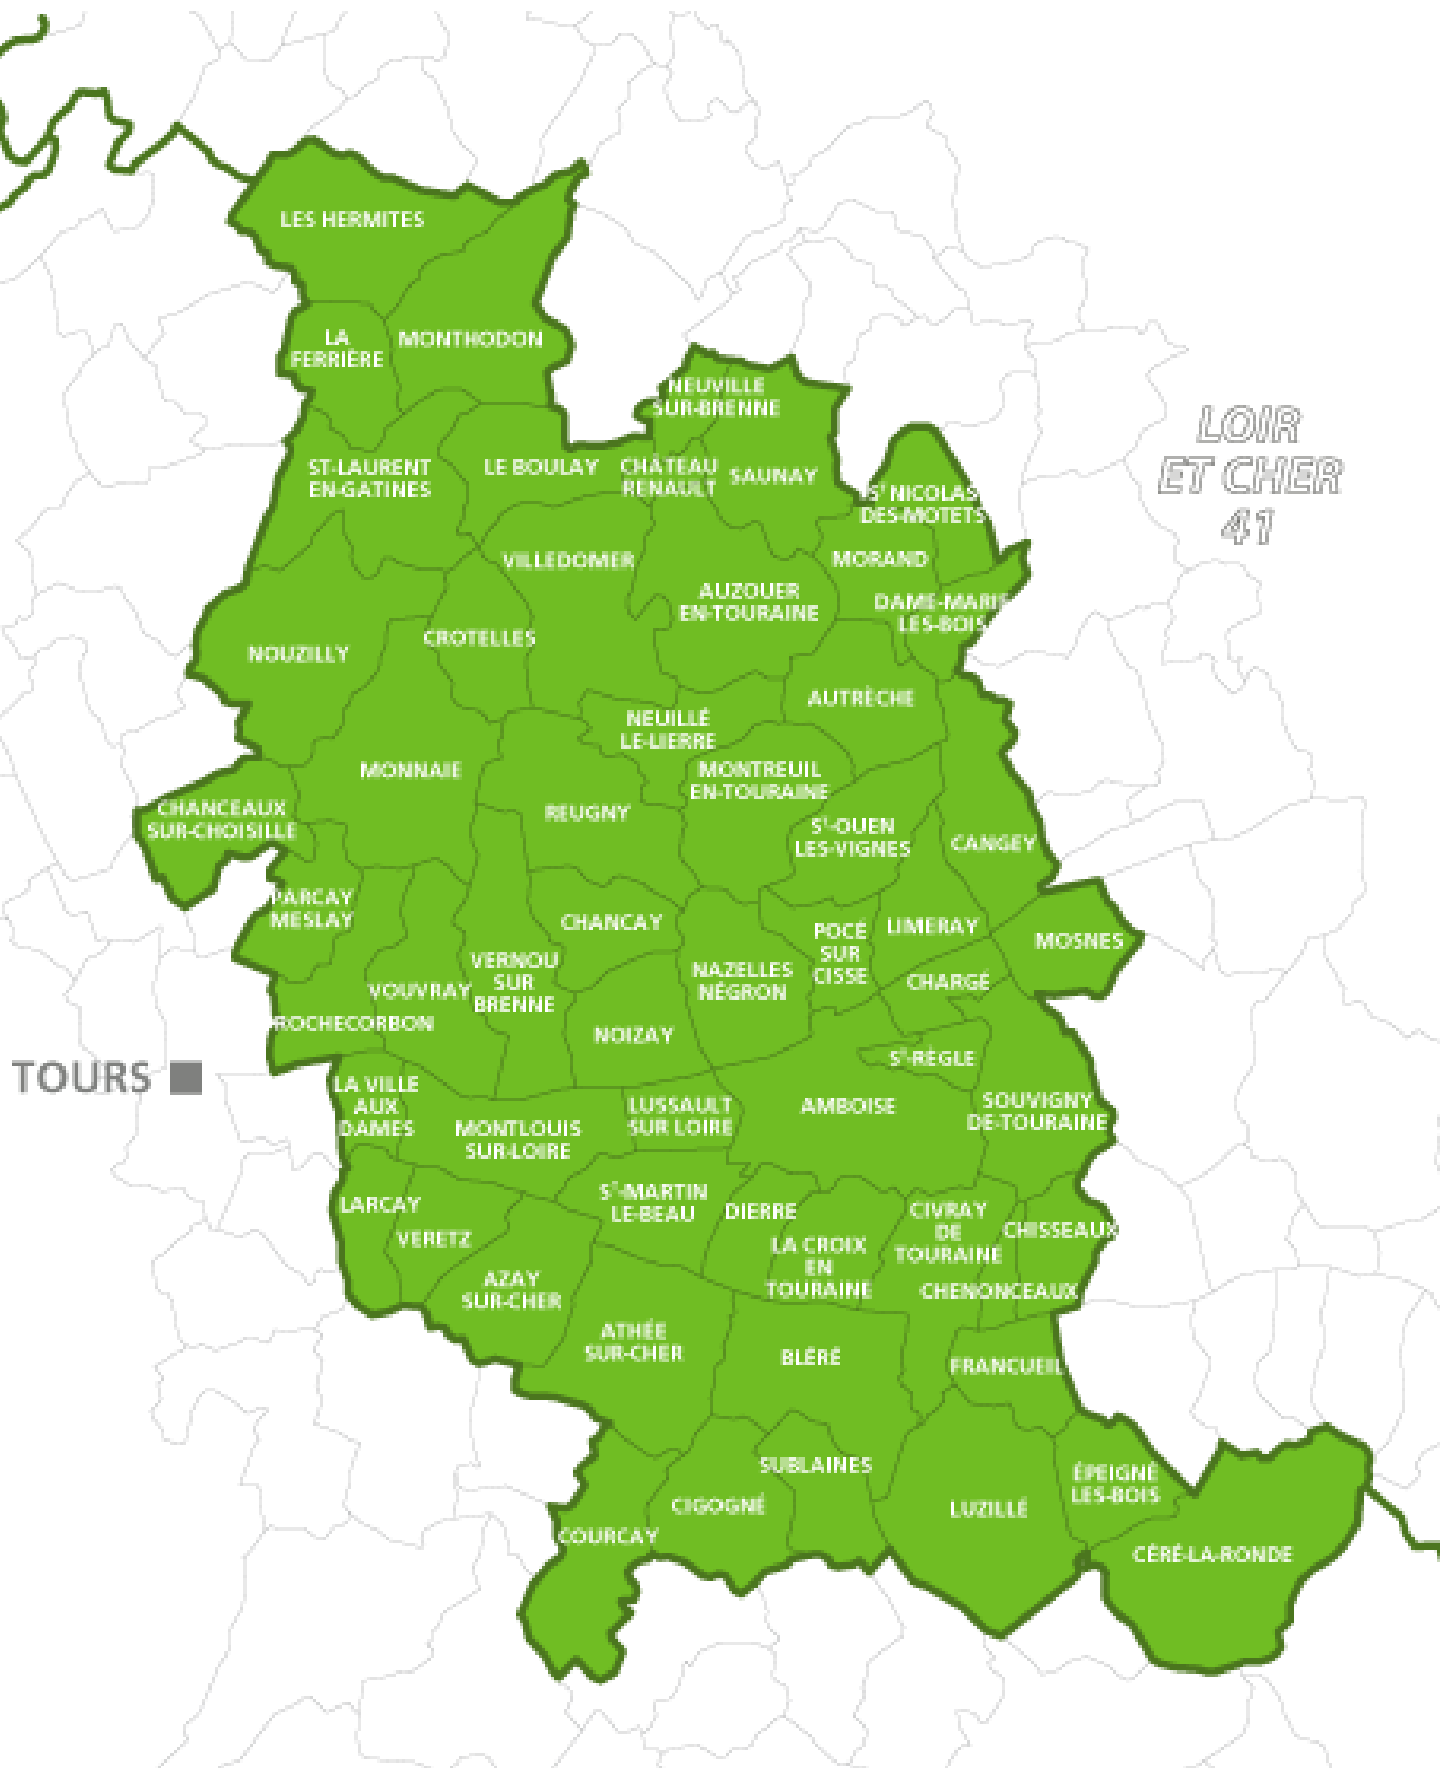 LES HERMITES
LA
FERRIÈRE
MONTHODON
NEUVILLE
SUR-BRENNE
LOIR
ET CHER
41
ST-LAURENT
EN-GATINES
LE BOULAY
CHÂTEAU
RENAULT
SAUNAY
ST NICOLAS
DES-MOTETS
VILLEDOMER
MORAND
AUZOUER
EN-TOURAINE
DAME-MARIE
LES-BOIS
CROTELLES
NOUZILLY
AUTRÈCHE
NEUILLÉ
LE-LIERRE
MONNAIE
MONTREUIL
EN-TOURAINE
REUGNY
CHANCEAUX
SUR-CHOISILLE
ST-OUEN
LES-VIGNES
CANGEY
PARCAY
MESLAY
CHANCAY
POCÉ
SUR
CISSE
LIMERAY
MOSNES
VERNOU
SUR
BRENNE
NAZELLES
NÉGRON
CHARGÉ
VOUVRAY
ROCHECORBON
NOIZAY
ST-RÈGLE
TOURS
LA VILLE
AUX
DAMES
MONTLOUIS
SUR-LOIRE
LUSSAULT
SUR LOIRE
AMBOISE
SOUVIGNY
DE-TOURAINE
LARCAY
VERETZ
ST-MARTIN
LE-BEAU
DIERRE
CIVRAY
DE
TOURAINE
CHISSEAUX
LA CROIX
EN
TOURAINE
CHENONCEAUX
AZAY
SUR-CHER
ATHÉE
SUR-CHER
BLÉRÉ
FRANCUEIL
SUBLAINES
CIGOGNÉ
LUZILLÉ
ÉPEIGNÉ
LES-BOIS
COURCAY
CÉRÉ-LA-RONDE